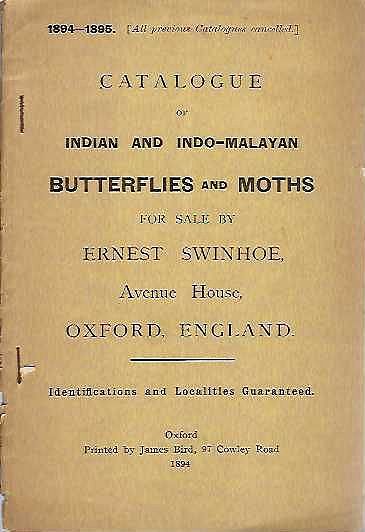 1894—1895. [All previous Catalogues cancelled.]
CATALOGUE
OF
INDIAN AND INDO-MALAYAN
BUTTERFLIES AND MOTHS
FOR SALE BY
ERNEST SWINHOE,
Avenue House,
OXFORD, ENGLAND.
Identifications and Localities Guaranteed.
Oxford
Printed by James Bird, 97 Cowley Road
1894